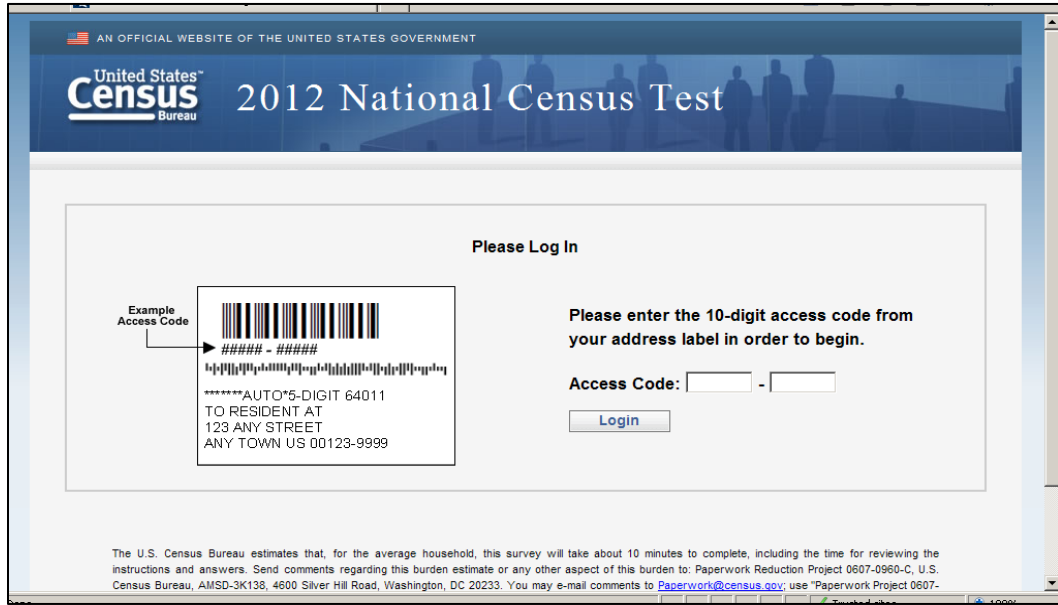 AN OFFICIAL WEBSITE OF THE UNITED STATES GOVERNMENT
United States™
Census
Bureau
2012 National Census Test
Please Log In
Example
Access Code
##### - #####
*******AUTO*5-DIGIT 64011
TO RESIDENT AT
123 ANY STREET
ANY TOWN US 00123-9999
Please enter the 10-digit access code from
your address label in order to begin.
Access Code: -
Login
The U.S. Census Bureau estimates that, for the average household, this survey will take about 10 minutes to complete, including the time for reviewing the
instructions and answers. Send comments regarding this burden estimate or any other aspect of this burden to: Paperwork Reduction Project 0607-0960-C, U.S.
Census Bureau, AMSD-3K138, 4600 Silver Hill Road, Washington, DC 20233. You may e-mail comments to Paperwork@census.gov; use "Paperwork Project 0607-